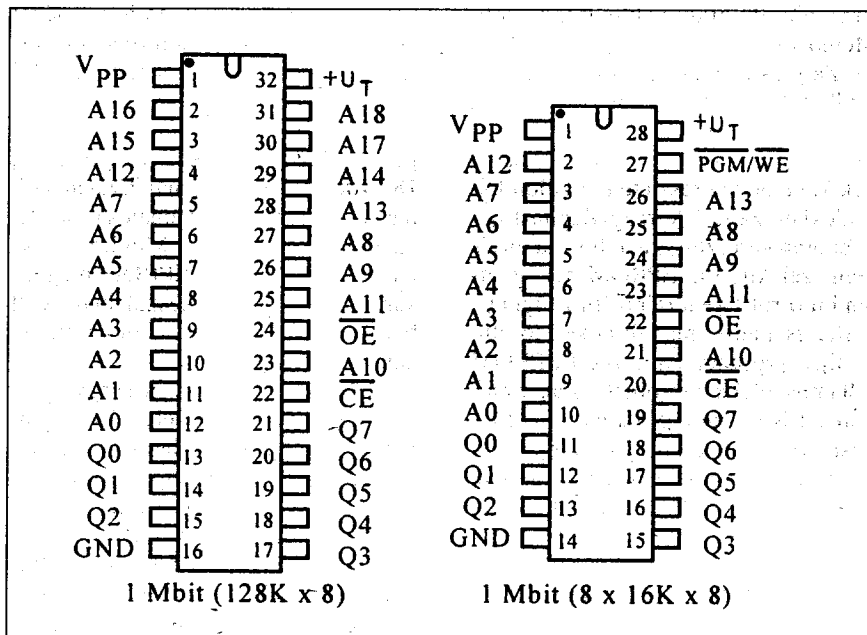 VPP 1 32 +UT
A16 2 31 A18
A15 3 30 A17
A12 4 29 A14
A7 5 28 A13
A6 6 27 A8
A5 7 26 A9
A4 8 25 A11
A3 9 24 OE
A2 10 23 A10
A1 11 22 CE
A0 12 21 Q7
Q0 13 20 Q6
Q1 14 19 Q5
Q2 15 18 Q4
GND 16 17 Q3
1 Mbit (128K x 8)
VPP 1 28 +UT
A12 2 27 PGM/WE
A7 3 26 A13
A6 4 25 A8
A5 5 24 A9
A4 6 23 A11
A3 7 22 OE
A2 8 21 A10
A1 9 20 CE
A0 10 19 Q7
Q0 11 18 Q6
Q1 12 17 Q5
Q2 13 16 Q4
GND 14 15 Q3
1 Mbit (8 x 16K x 8)